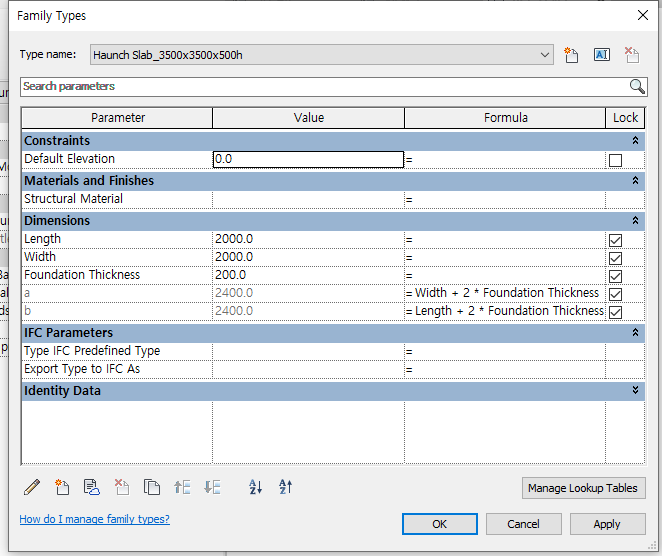 Family Types
Type name:
Haunch Slab_3500x3500x500h
Search parameters
Parameter Value Formula Lock
Constraints
Default Elevation 0.0 =
Materials and Finishes
Structural Material =
Dimensions
Length 2000.0 =
Width 2000.0 =
Foundation Thickness 200.0 =
a 2400.0 = Width + 2 * Foundation Thickness
b 2400.0 = Length + 2 * Foundation Thickness
IFC Parameters
Type IFC Predefined Type =
Export Type to IFC As =
Identity Data
Manage Lookup Tables
How do I manage family types?
OK Cancel Apply